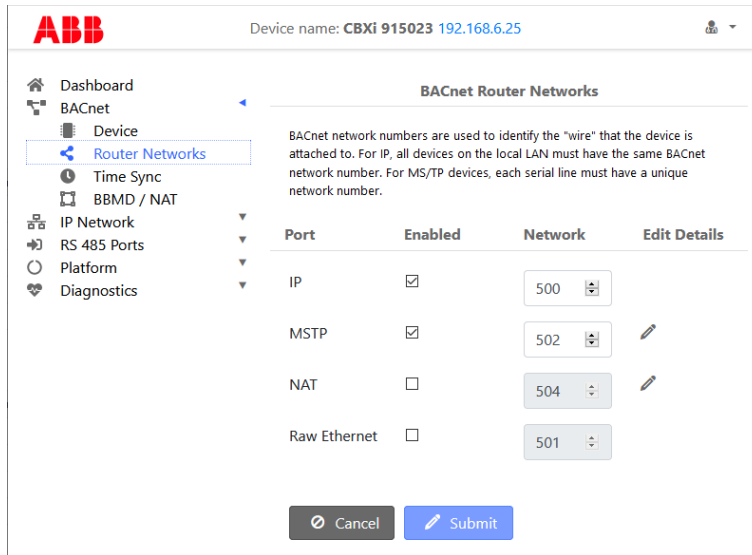 ABB
Device name: CBXi 915023 192.168.6.25
Dashboard
BACnet
Device
Router Networks
Time Sync
BBMD / NAT
IP Network
RS 485 Ports
Platform
Diagnostics
BACnet Router Networks
BACnet network numbers are used to identify the "wire" that the device is
attached to. For IP, all devices on the local LAN must have the same BACnet
network number. For MS/TP devices, each serial line must have a unique
network number.
Port Enabled Network Edit Details
IP 500
MSTP 502
NAT 504
Raw Ethernet 501
Cancel Submit